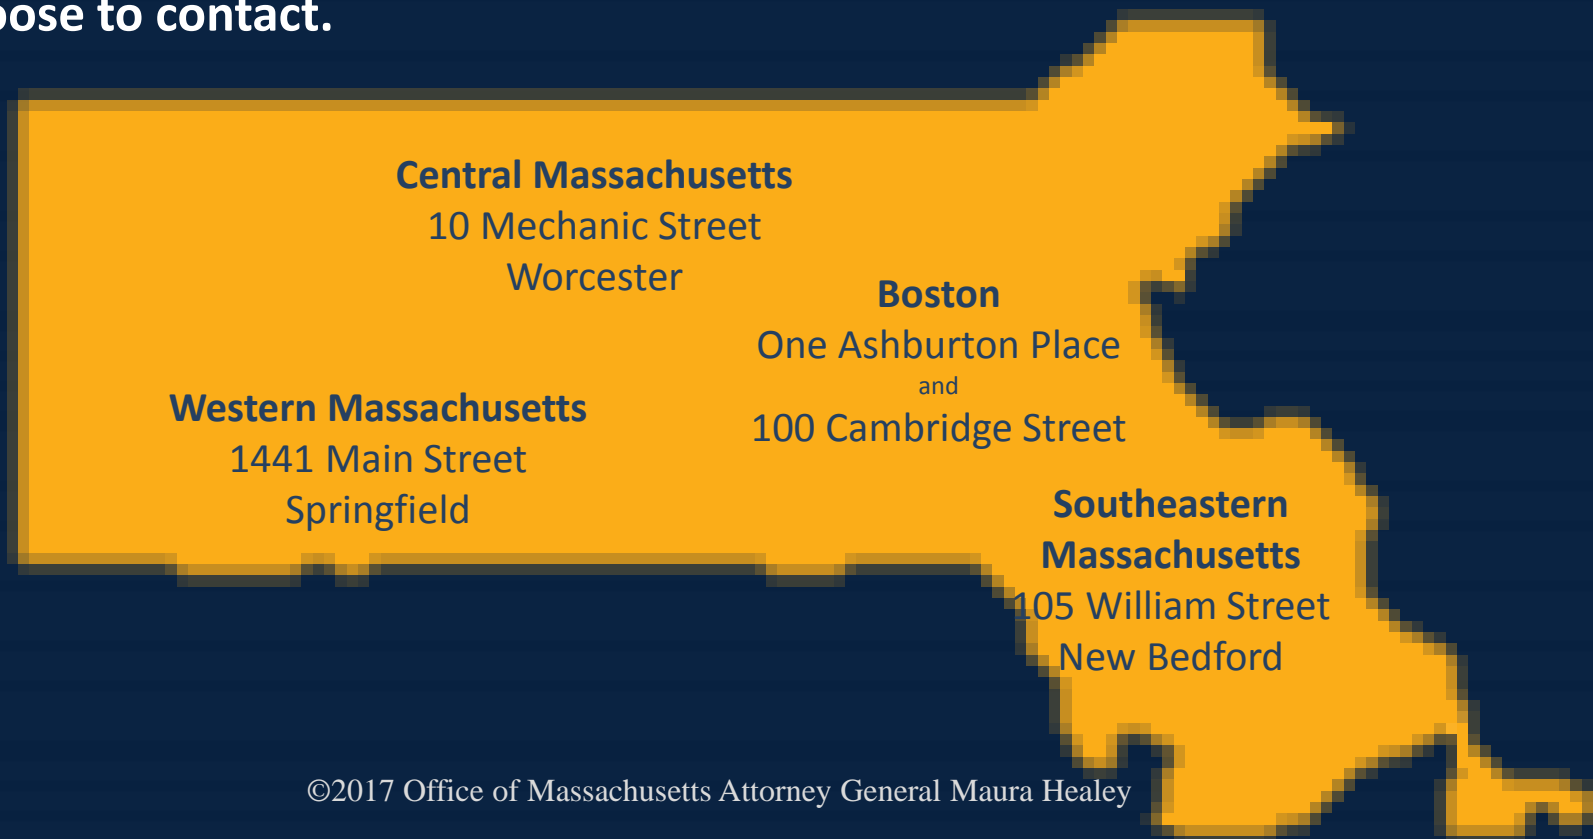 to contact.
Central Massachusetts
10 Mechanic Street
Worcester
Boston
One Ashburton Place
and
100 Cambridge Street
Western Massachusetts
1441 Main Street
Springfield
Southeastern
Massachusetts
105 William Street
New Bedford
©2017 Office of Massachusetts Attorney General Maura Healey